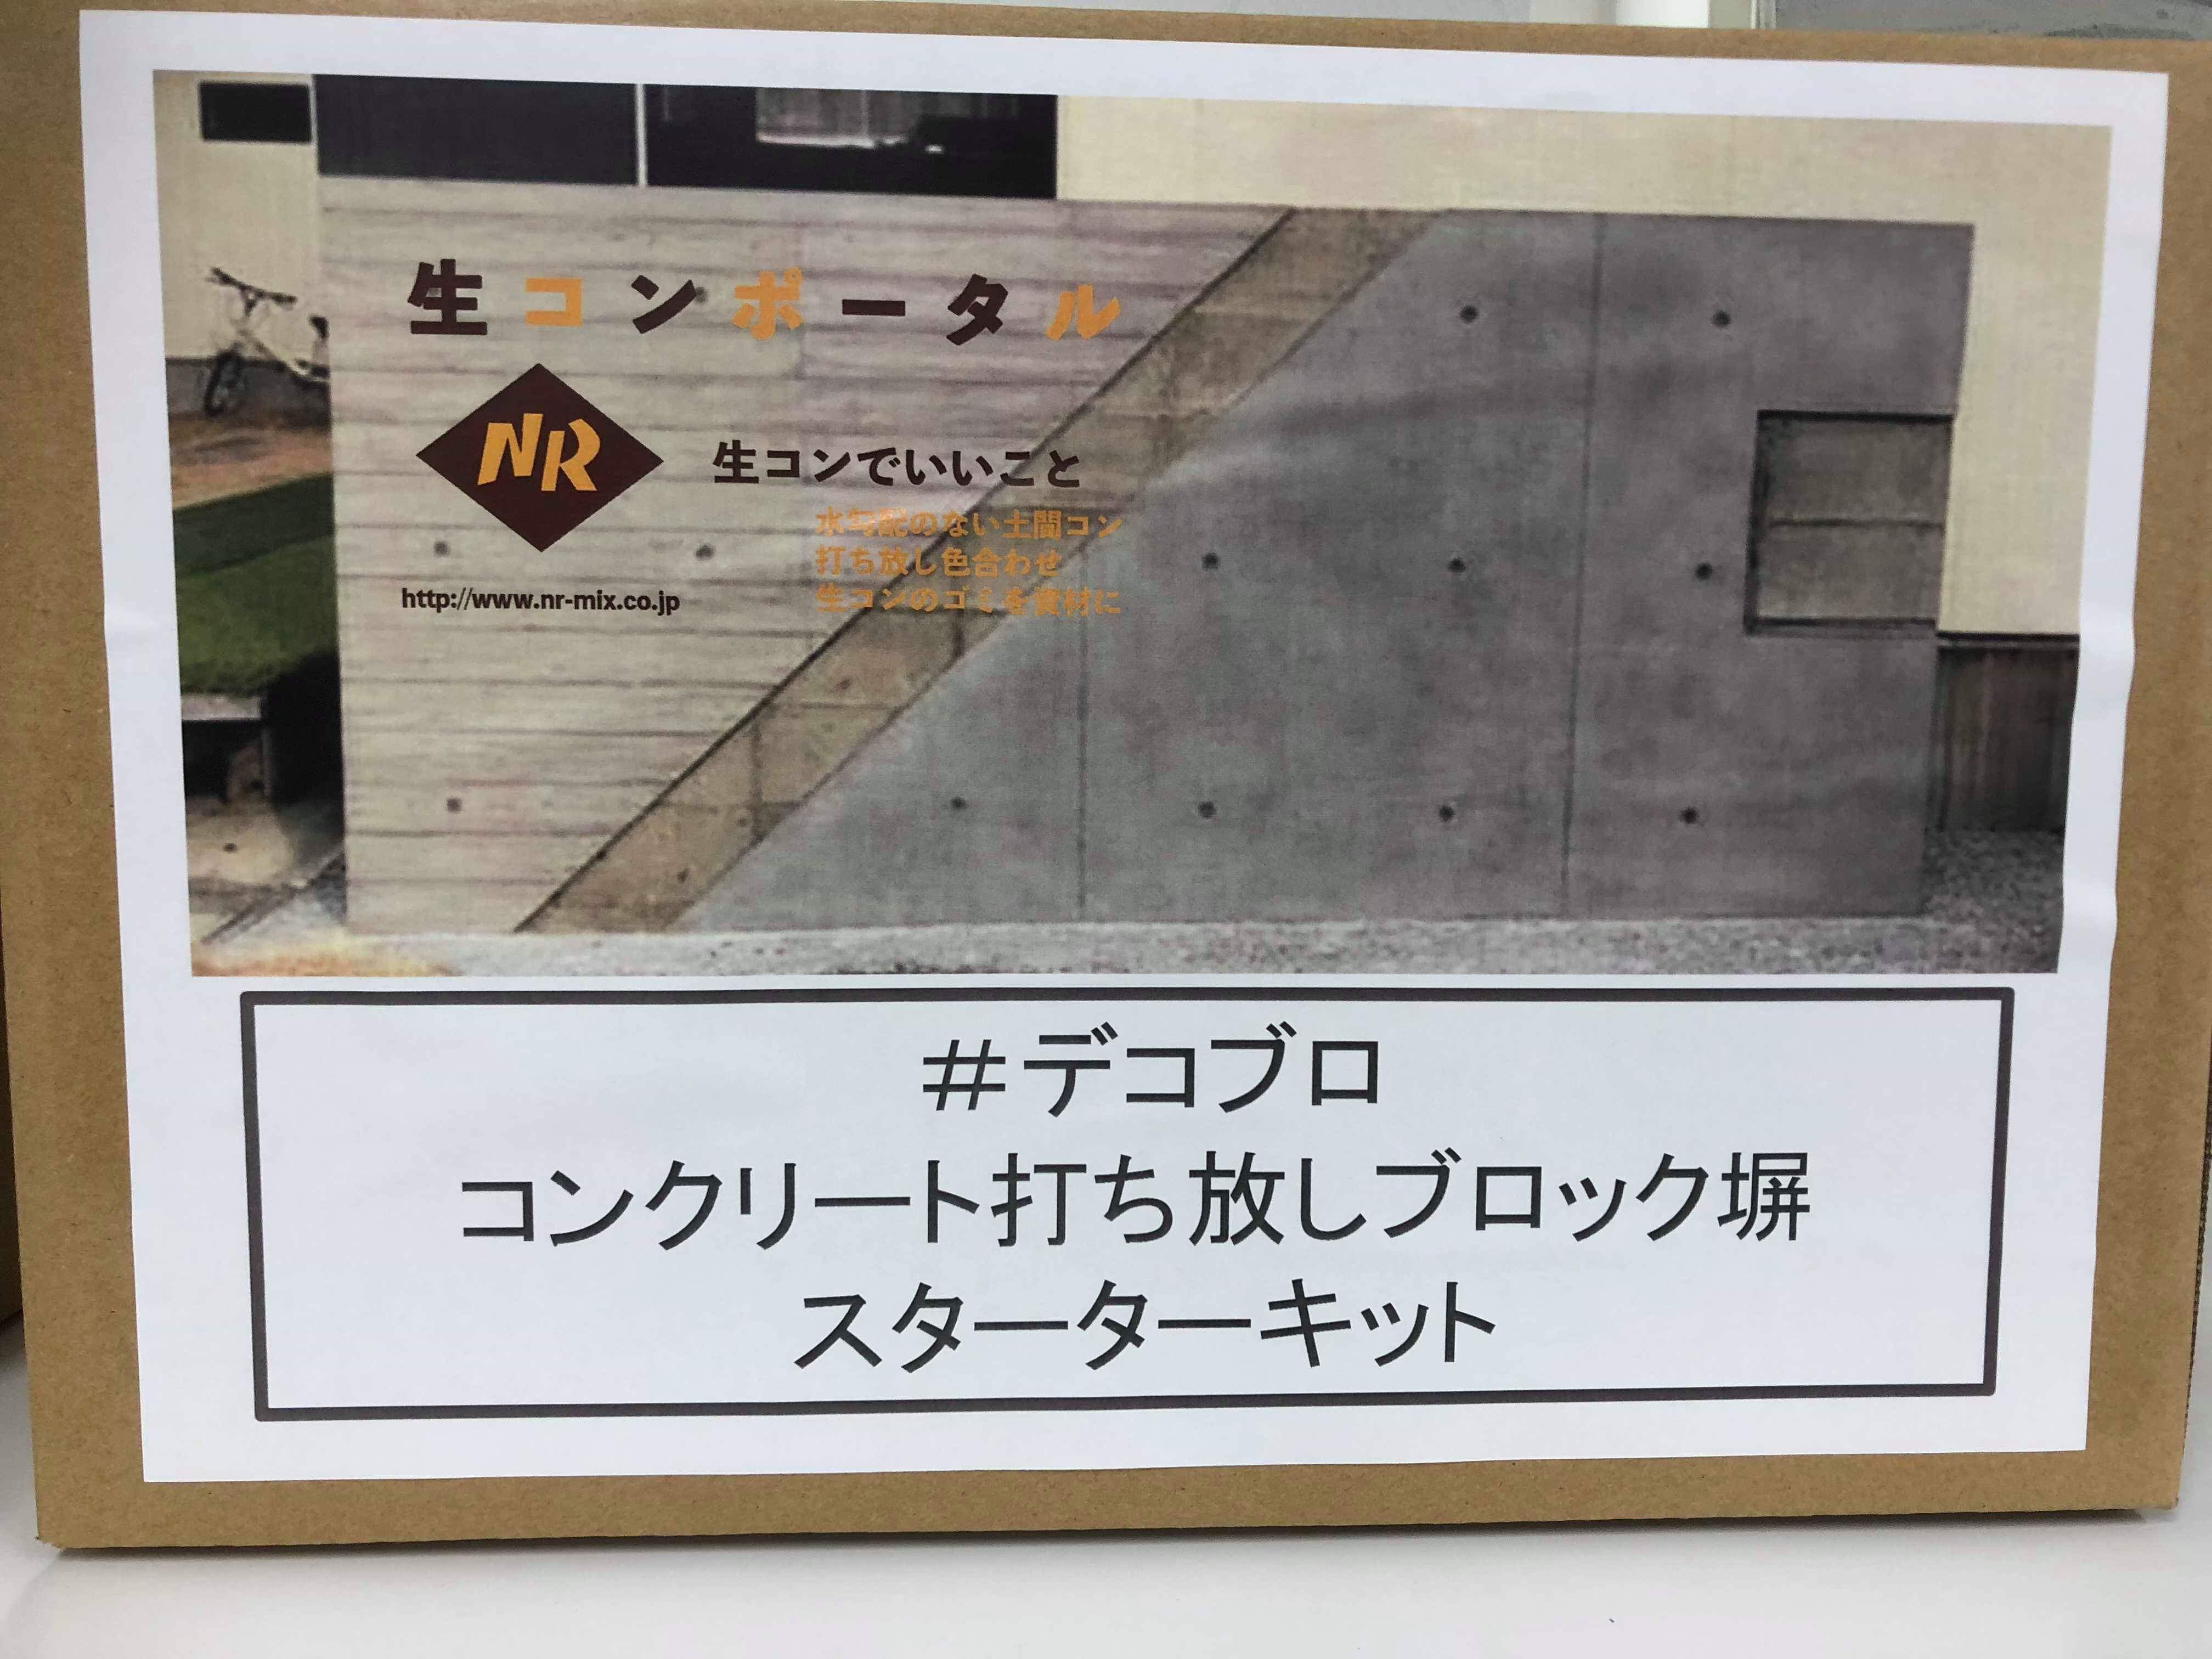 生コンポータル
NR
生コンでいいこと
水勾配のない土間コン
打ち放し色合わせ
生コンのゴミを資材に
http://www.nr-mix.co.jp
#デコブロ
コンクリート打ち放しブロック塀
スターターキット